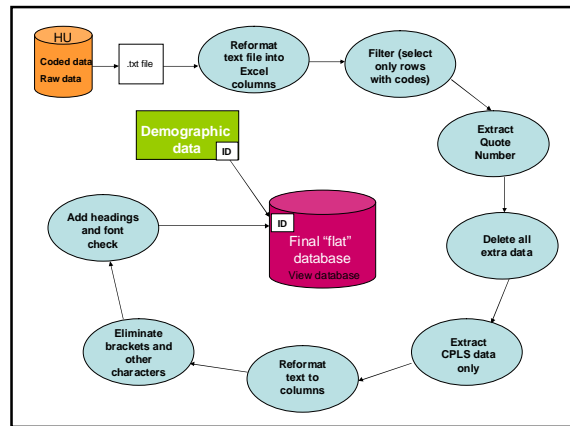 HU
Coded data
Raw data
.txt file
Reformat
text file into
Excel
columns
Filter (select
only rows
with codes)
Extract
Quote
Number
Demographic
data
ID
Add headings
and font
check
ID
Final “flat”
database
View database
Delete all
extra data
Eliminate
brackets and
other
characters
Reformat
text to
columns
Extract
CPLS data
only